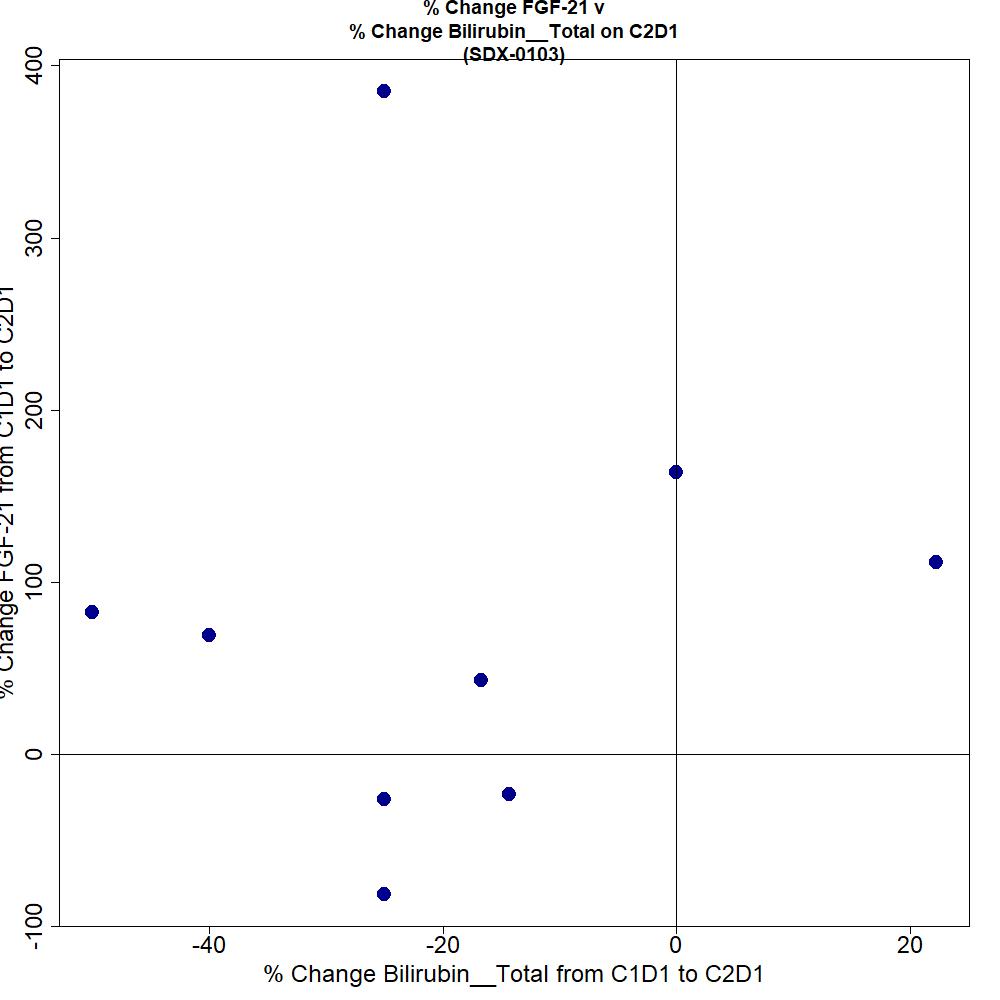 % Change FGF-21 v
% Change Bilirubin__Total on C2D1
(SDX-0103)
% Change FGF-21 from C1D1 to C2D1
400
300
200
100
0
-100
-40
-20
0
20
% Change Bilirubin__Total from C1D1 to C2D1